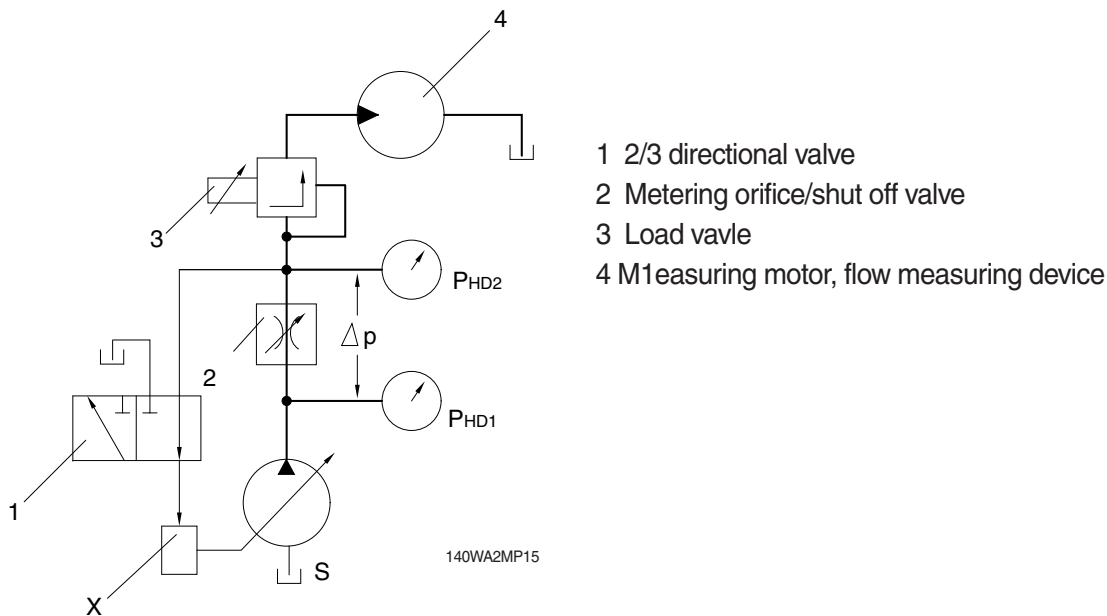 4
1 2/3 directional valve
2 Metering orifice/shut off valve
3 Load vavle
4 M1easuring motor, flow measuring device
3
PHD2
Δp
2
PHD1
1
140WA2MP15
S
X